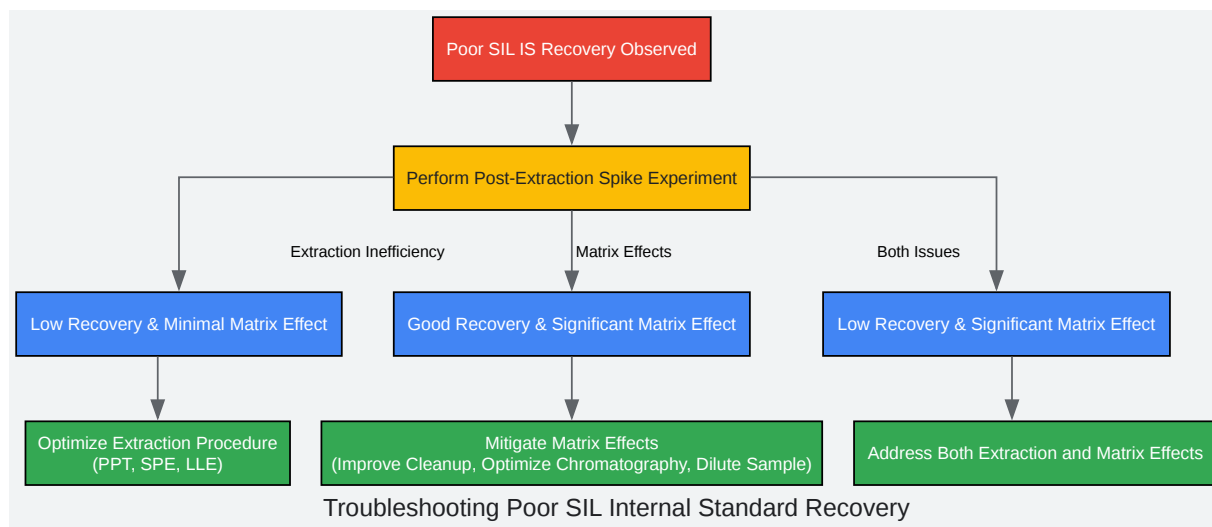 Poor SIL IS Recovery Observed
Perform Post-Extraction Spike Experiment
Extraction Inefficiency
Matrix Effects
Both Issues
Low Recovery & Minimal Matrix Effect
Good Recovery & Significant Matrix Effect
Low Recovery & Significant Matrix Effect
Optimize Extraction Procedure
(PPT, SPE, LLE)
Mitigate Matrix Effects
(Improve Cleanup, Optimize Chromatography, Dilute Sample)
Address Both Extraction and Matrix Effects
Troubleshooting Poor SIL Internal Standard Recovery